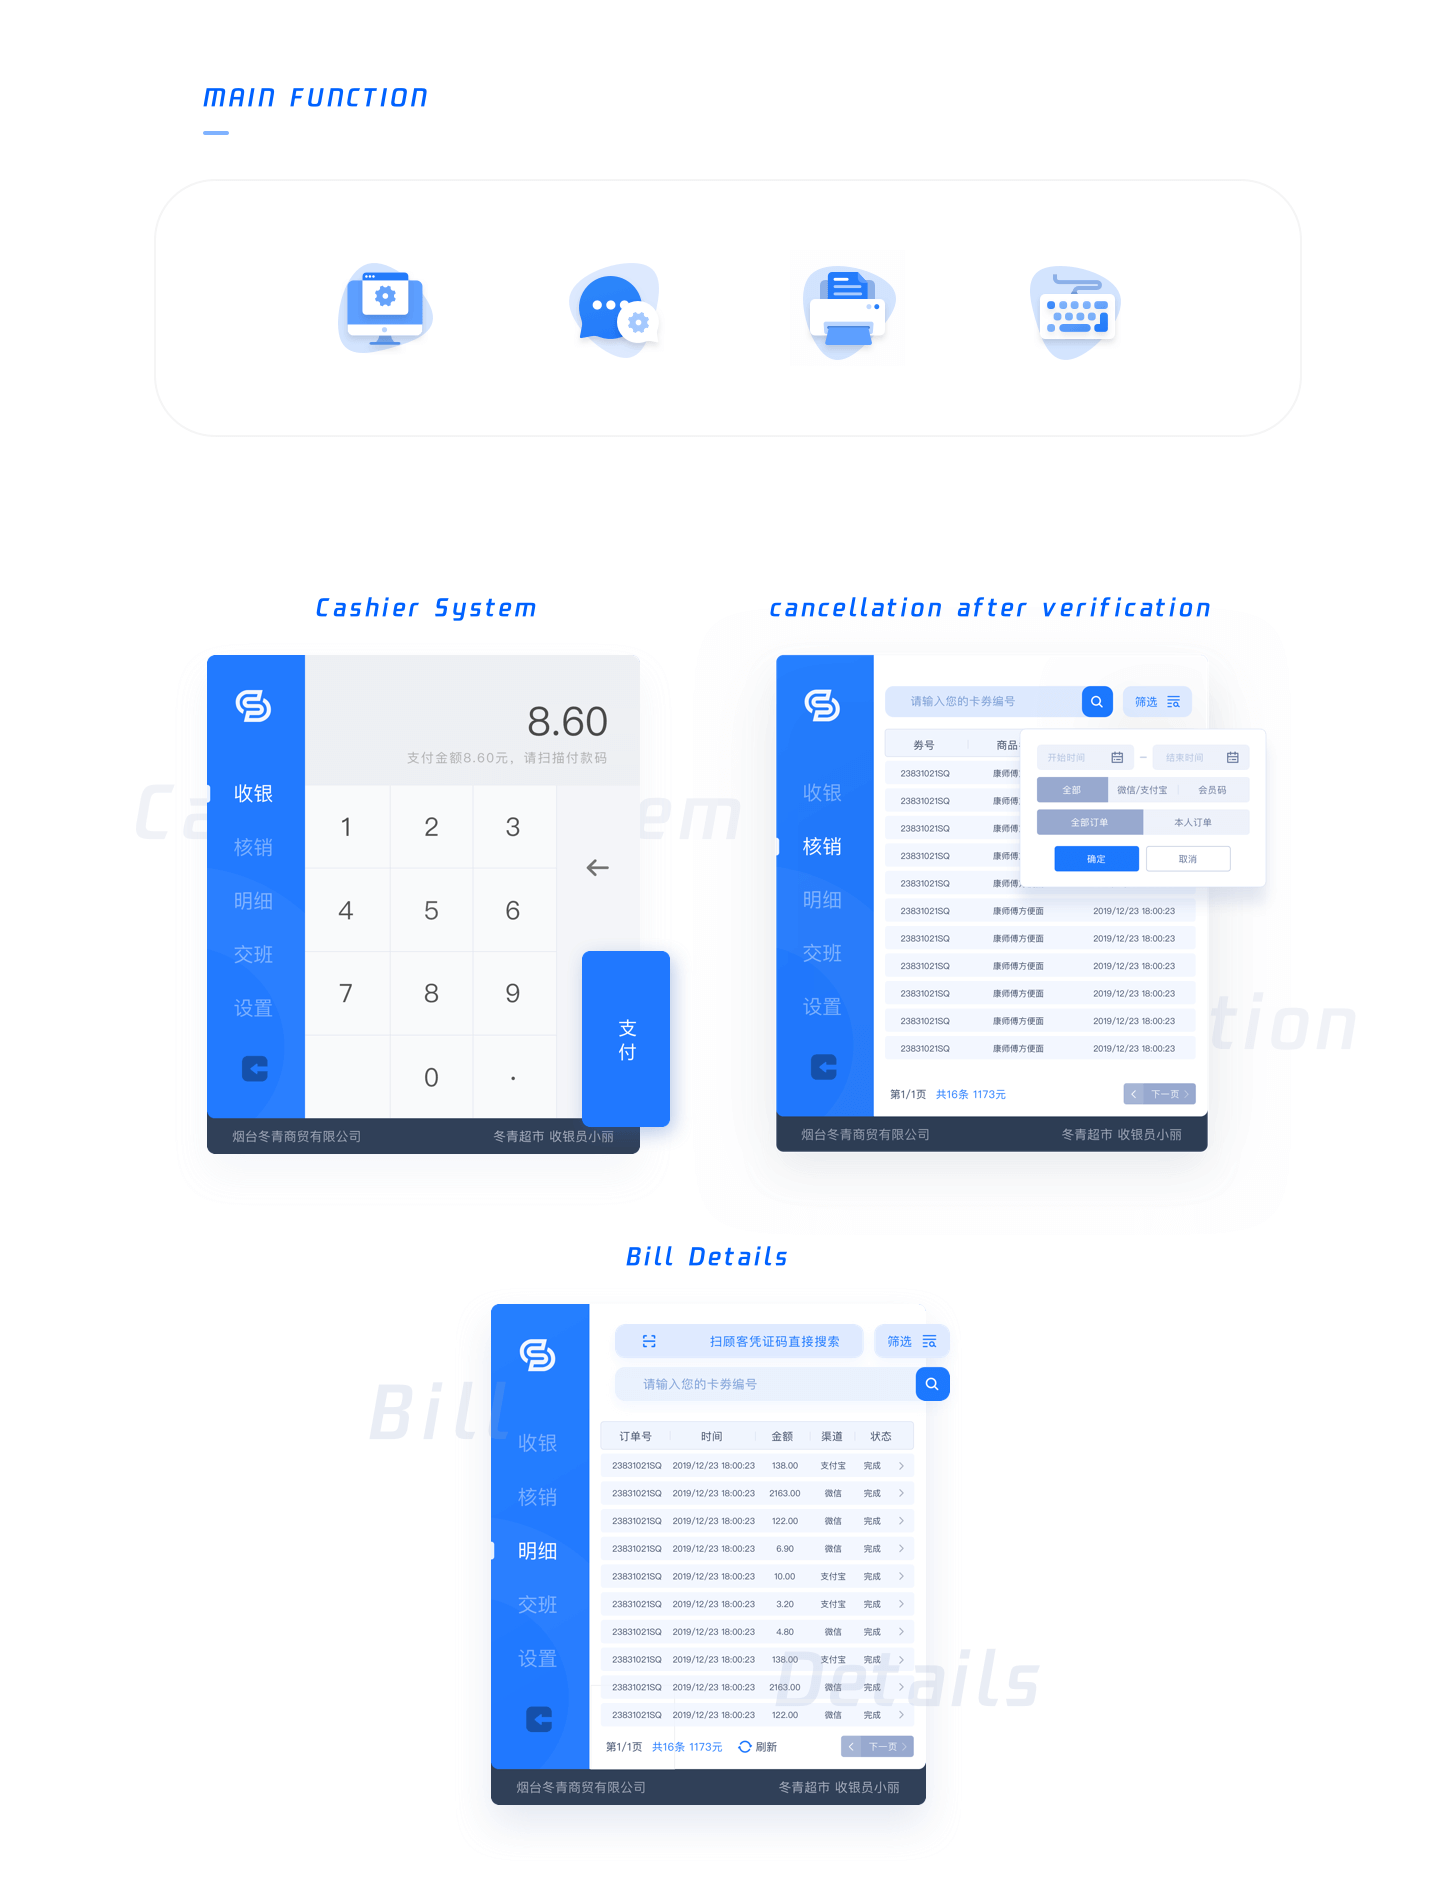 MAIN FUNCTION
Cashier System
cancellation after verification
8.60
支付金额8.60元，请扫描付款码
收银
核销
明细
交班
设置
1 2 3
4 5 6
7 8 9
0 ·
支付
烟台冬青商贸有限公司 冬青超市 收银员小丽
请输入您的卡券编号 筛选
券号 商品
开始时间 – 结束时间
全部 微信/支付宝 会员码
全部订单 本人订单
确定 取消
收银
核销
明细
交班
设置
23831021SQ 康师傅
23831021SQ 康师傅
23831021SQ 康师傅
23831021SQ 康师傅
23831021SQ 康师傅
23831021SQ 康师傅方便面 2019/12/23 18:00:23
23831021SQ 康师傅方便面 2019/12/23 18:00:23
23831021SQ 康师傅方便面 2019/12/23 18:00:23
23831021SQ 康师傅方便面 2019/12/23 18:00:23
23831021SQ 康师傅方便面 2019/12/23 18:00:23
23831021SQ 康师傅方便面 2019/12/23 18:00:23
第1/1页 共16条 1173元 下一页
烟台冬青商贸有限公司 冬青超市 收银员小丽
Bill Details
扫顾客凭证码直接搜索 筛选
请输入您的卡券编号
收银
核销
明细
交班
设置
订单号 时间 金额 渠道 状态
23831021SQ 2019/12/23 18:00:23 138.00 支付宝 完成
23831021SQ 2019/12/23 18:00:23 2163.00 微信 完成
23831021SQ 2019/12/23 18:00:23 122.00 微信 完成
23831021SQ 2019/12/23 18:00:23 6.90 微信 完成
23831021SQ 2019/12/23 18:00:23 10.00 支付宝 完成
23831021SQ 2019/12/23 18:00:23 3.20 支付宝 完成
23831021SQ 2019/12/23 18:00:23 4.80 微信 完成
23831021SQ 2019/12/23 18:00:23 138.00 支付宝 完成
23831021SQ 2019/12/23 18:00:23 2163.00 微信 完成
23831021SQ 2019/12/23 18:00:23 122.00 微信 完成
第1/1页 共16条 1173元 刷新 下一页
烟台冬青商贸有限公司 冬青超市 收银员小丽
Bill
Details